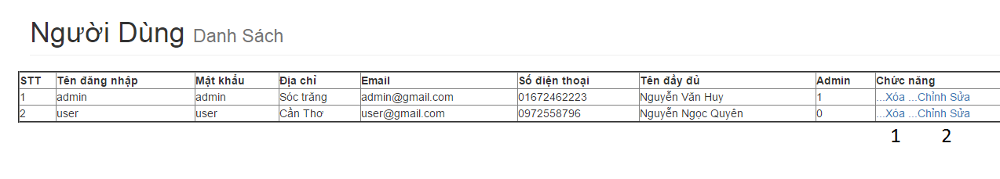 Người Dùng Danh Sách
STT Tên đăng nhập Mật khẩu Địa chỉ Email Số điện thoại Tên đầy đủ Admin Chức năng
1 admin admin Sóc trăng admin@gmail.com 01672462223 Nguyễn Văn Huy 1 ...Xóa ...Chỉnh Sửa
2 user user Cần Thơ user@gmail.com 0972558796 Nguyễn Ngọc Quyên 0 ...Xóa ...Chỉnh Sửa
1 2